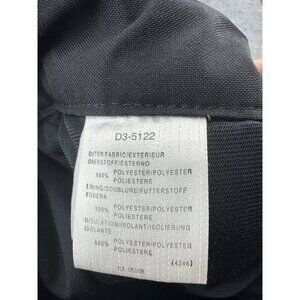 D3-5122
OUTER FABRIC/EXTERIEUR
OBERSTOFF/ESTERNO
100% POLYESTER/POLYESTER
POLIESTERE
LINING/DOUBLURE/FUTTERSTOFF
FODERA
100% POLYESTER/POLYESTER
POLIESTERE
INSULATION/ISOLANT/ISOLIERUNG
ISOLANTE
100% POLYESTER/POLYESTER
POLIESTERE
(4246)
CA 05108